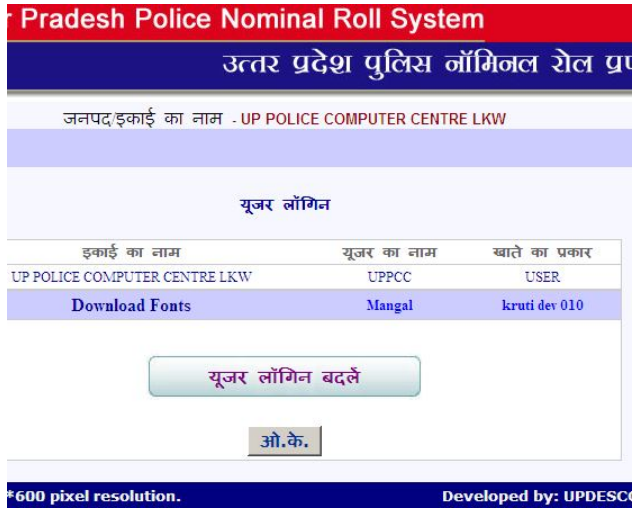 r Pradesh Police Nominal Roll System
उत्तर प्रदेश पुलिस नॉमिनल रोल प्र
जनपद/इकाई का नाम - UP POLICE COMPUTER CENTRE LKW
यूजर लॉगिन
इकाई का नाम यूजर का नाम खाते का प्रकार
UP POLICE COMPUTER CENTRE LKW UPPCC USER
Download Fonts Mangal kruti dev 010
यूजर लॉगिन बदलें
ओ.के.
*600 pixel resolution. Developed by: UPDESCO